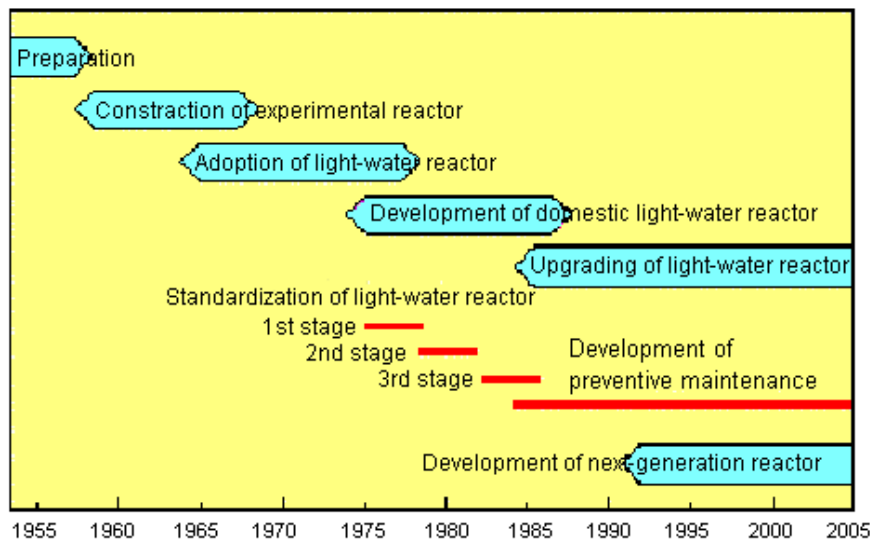 Preparation
Constraction of experimental reactor
Adoption of light-water reactor
Development of domestic light-water reactor
Upgrading of light-water reactor
Standardization of light-water reactor
1st stage
2nd stage
3rd stage
Development of
preventive maintenance
Development of next-generation reactor
1955 1960 1965 1970 1975 1980 1985 1990 1995 2000 2005